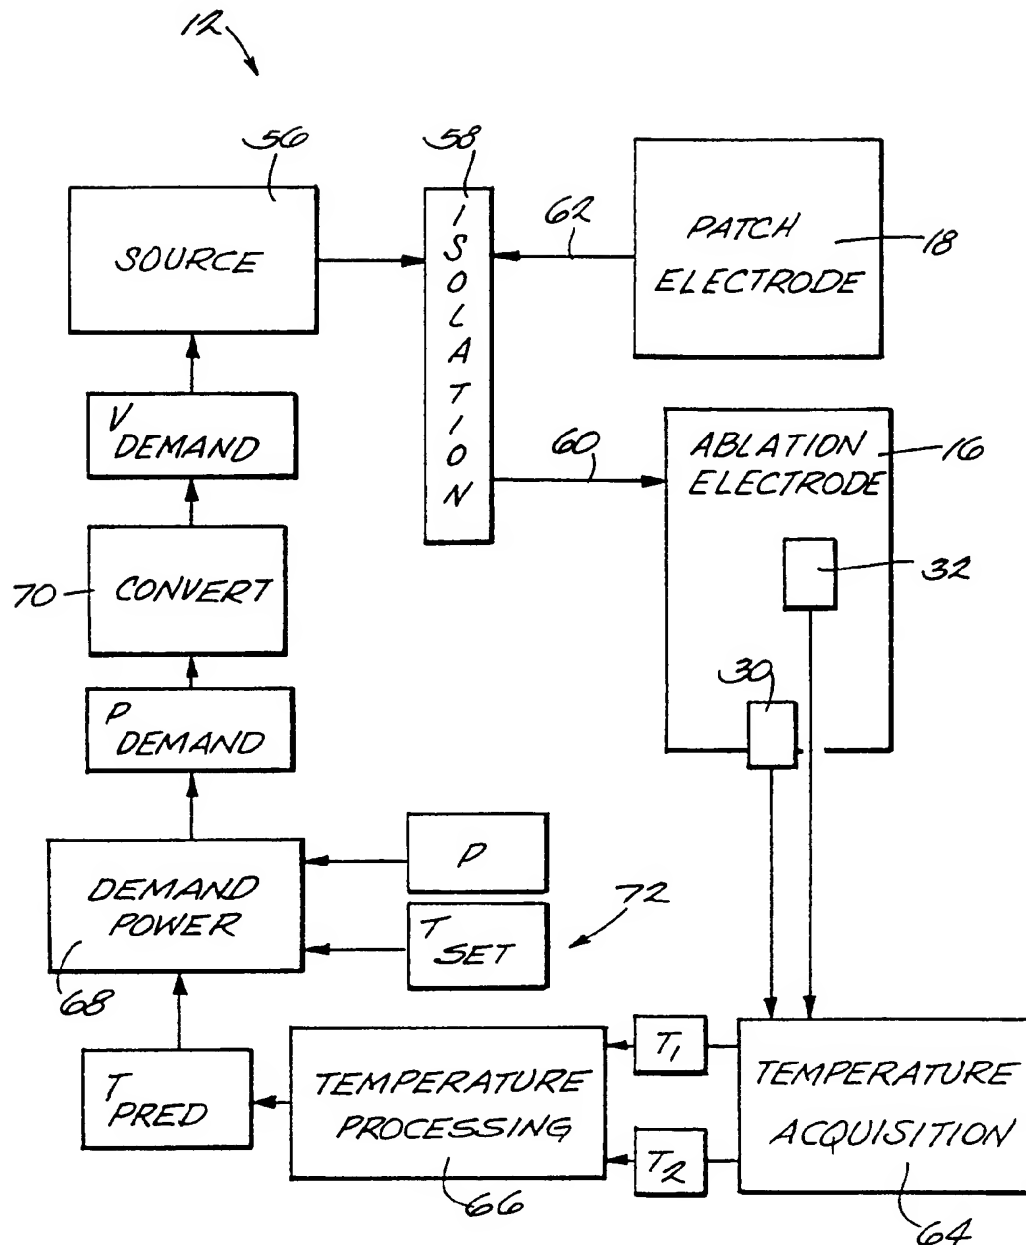 12
56
58
SOURCE
ISOLATION
62
PATCH
ELECTRODE
18
V
DEMAND
60
ABLATION
ELECTRODE
16
70
CONVERT
32
30
P
DEMAND
DEMAND
POWER
68
P
T
SET
72
T
PRED
TEMPERATURE
PROCESSING
66
T1
T2
TEMPERATURE
ACQUISITION
64